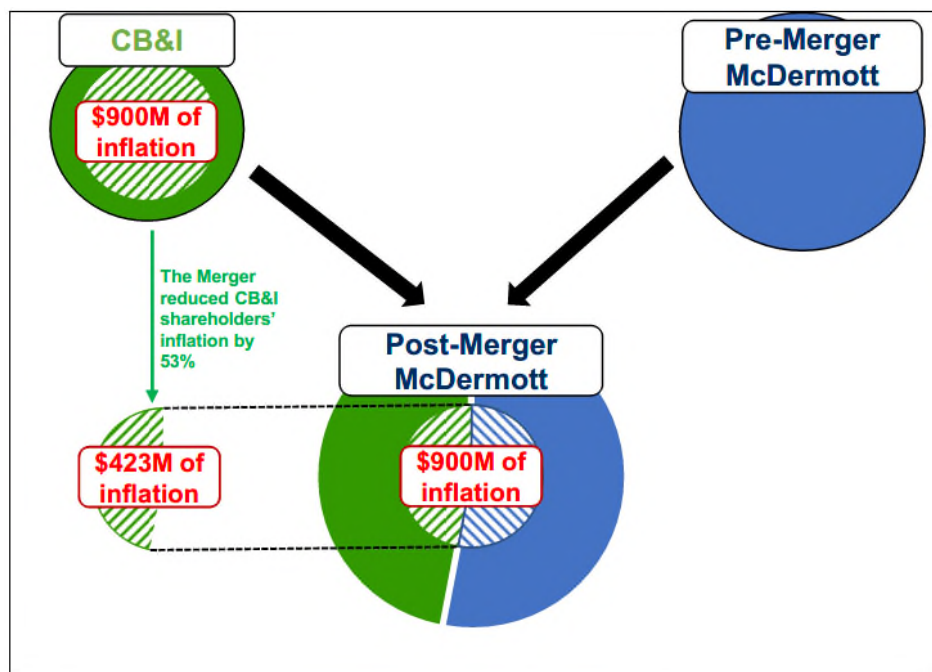 CB&I
$900M of
inflation
Pre-Merger
McDermott
The Merger
reduced CB&I
shareholders’
inflation by
53%
Post-Merger
McDermott
$423M of
inflation
$900M of
inflation